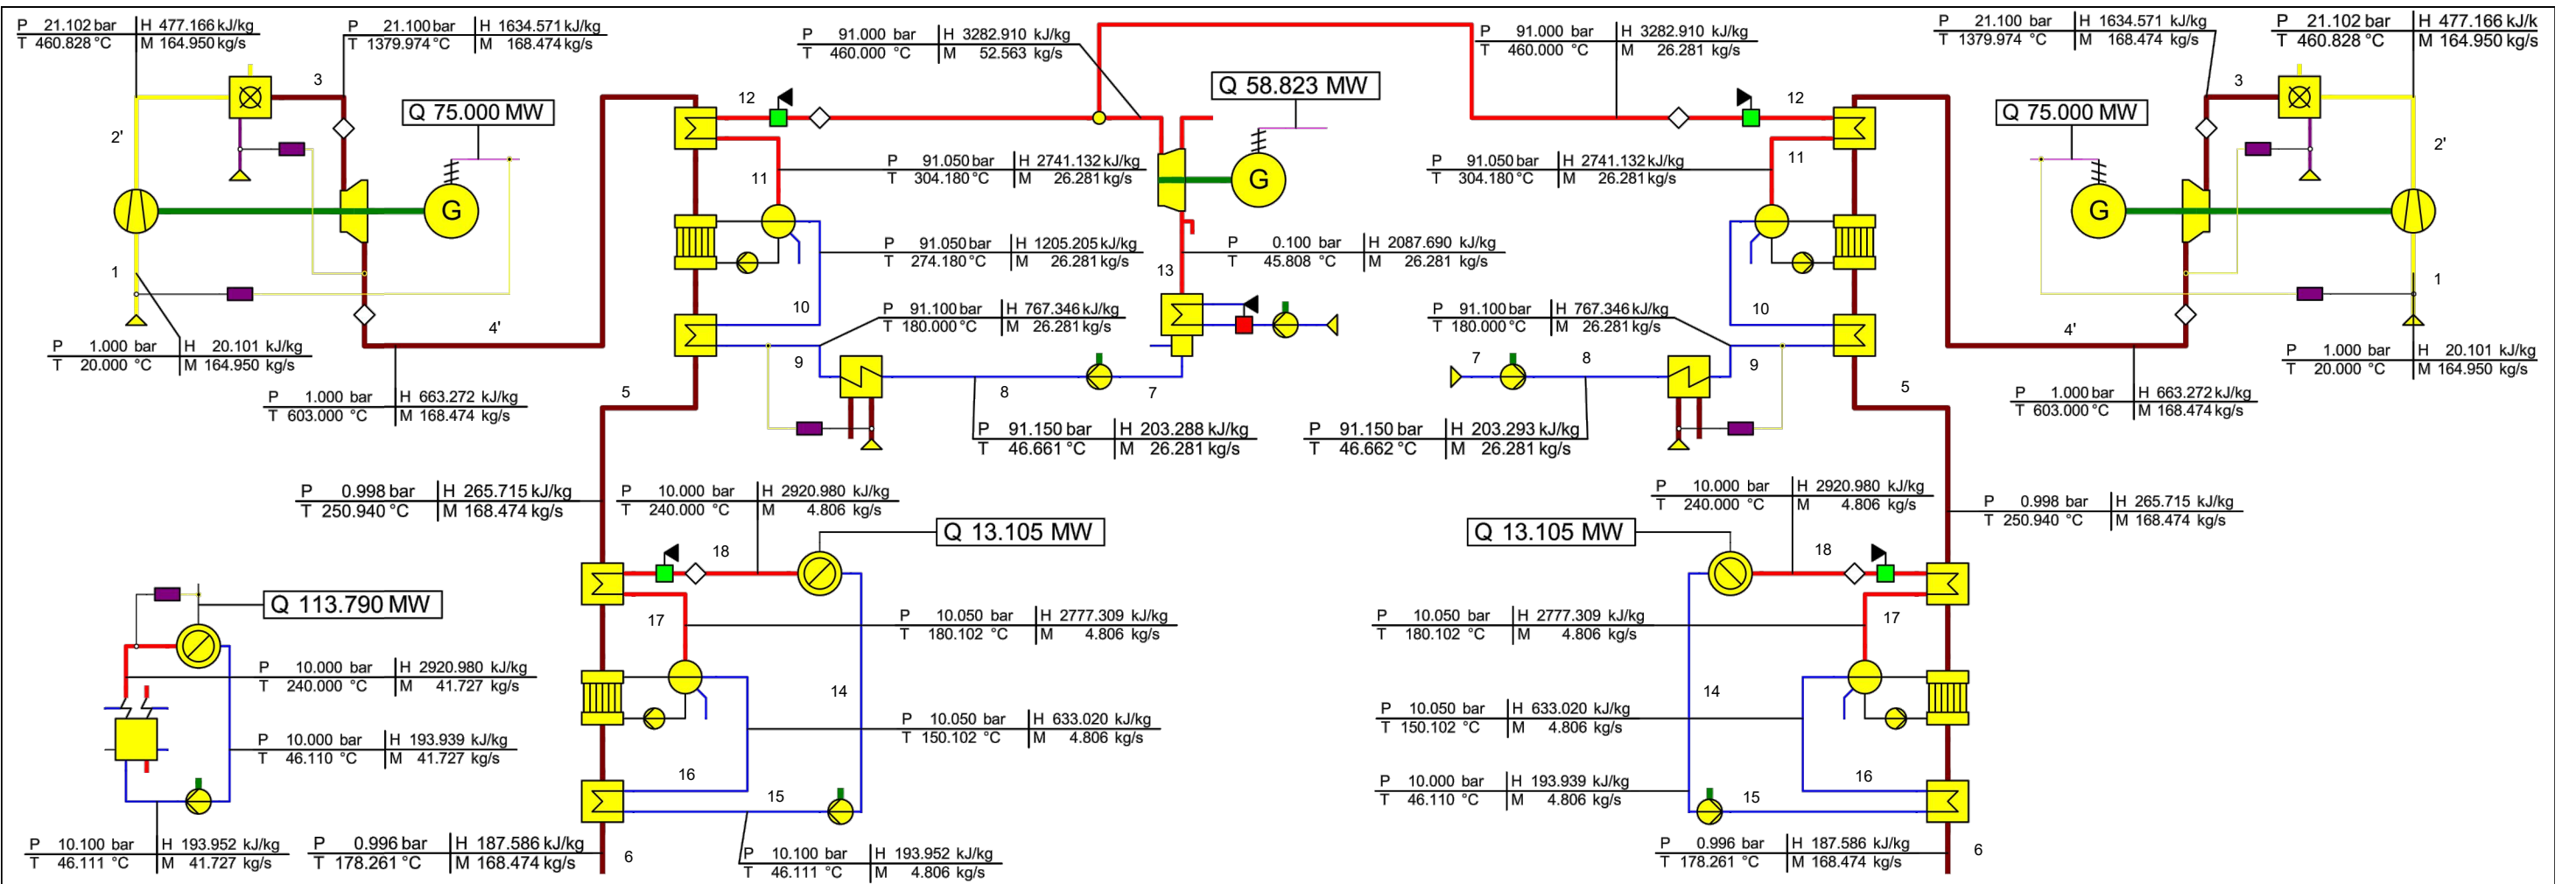 P 21.102 bar H 477.166 kJ/kg
T 460.828 °C M 164.950 kg/s
P 21.100 bar H 1634.571 kJ/kg
T 1379.974 °C M 168.474 kg/s
P 91.000 bar H 3282.910 kJ/kg
T 460.000 °C M 52.563 kg/s
P 91.000 bar H 3282.910 kJ/kg
T 460.000 °C M 26.281 kg/s
P 21.100 bar H 1634.571 kJ/kg
T 1379.974 °C M 168.474 kg/s
P 21.102 bar H 477.166 kJ/k
T 460.828 °C M 164.950 kg/s
3
Q 75.000 MW
12
Q 58.823 MW
12
Q 75.000 MW
3
2'
2'
11
P 91.050 bar H 2741.132 kJ/kg
T 304.180 °C M 26.281 kg/s
P 91.050 bar H 2741.132 kJ/kg
T 304.180 °C M 26.281 kg/s
11
G
G
G
1
P 91.050 bar H 1205.205 kJ/kg
T 274.180 °C M 26.281 kg/s
13
P 0.100 bar H 2087.690 kJ/kg
T 45.808 °C M 26.281 kg/s
1
4'
10
P 91.100 bar H 767.346 kJ/kg
T 180.000 °C M 26.281 kg/s
P 91.100 bar H 767.346 kJ/kg
T 180.000 °C M 26.281 kg/s
10
4'
P 1.000 bar H 20.101 kJ/kg
T 20.000 °C M 164.950 kg/s
P 1.000 bar H 20.101 kJ/kg
T 20.000 °C M 164.950 kg/s
9
7
8
9
5
8
7
5
P 1.000 bar H 663.272 kJ/kg
T 603.000 °C M 168.474 kg/s
P 1.000 bar H 663.272 kJ/kg
T 603.000 °C M 168.474 kg/s
P 91.150 bar H 203.288 kJ/kg
T 46.661 °C M 26.281 kg/s
P 91.150 bar H 203.293 kJ/kg
T 46.662 °C M 26.281 kg/s
P 0.998 bar H 265.715 kJ/kg
T 250.940 °C M 168.474 kg/s
P 10.000 bar H 2920.980 kJ/kg
T 240.000 °C M 4.806 kg/s
P 10.000 bar H 2920.980 kJ/kg
T 240.000 °C M 4.806 kg/s
P 0.998 bar H 265.715 kJ/kg
T 250.940 °C M 168.474 kg/s
18
Q 13.105 MW
Q 13.105 MW
18
Q 113.790 MW
17
P 10.050 bar H 2777.309 kJ/kg
T 180.102 °C M 4.806 kg/s
P 10.050 bar H 2777.309 kJ/kg
T 180.102 °C M 4.806 kg/s
17
P 10.000 bar H 2920.980 kJ/kg
T 240.000 °C M 41.727 kg/s
14
P 10.050 bar H 633.020 kJ/kg
T 150.102 °C M 4.806 kg/s
P 10.050 bar H 633.020 kJ/kg
T 150.102 °C M 4.806 kg/s
14
P 10.000 bar H 193.939 kJ/kg
T 46.110 °C M 41.727 kg/s
16
15
P 10.000 bar H 193.939 kJ/kg
T 46.110 °C M 4.806 kg/s
16
15
P 10.100 bar H 193.952 kJ/kg
T 46.111 °C M 41.727 kg/s
P 0.996 bar H 187.586 kJ/kg
T 178.261 °C M 168.474 kg/s
6
P 10.100 bar H 193.952 kJ/kg
T 46.111 °C M 4.806 kg/s
P 0.996 bar H 187.586 kJ/kg
T 178.261 °C M 168.474 kg/s
6